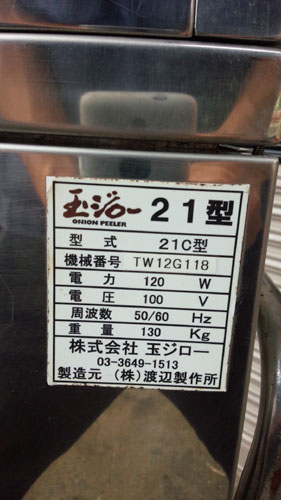 玉ジロー 21型
ONION PEELER
型式 21C型
機械番号 TW12G118
電力 120 W
電圧 100 V
周波数 50/60 Hz
重量 130 Kg
株式会社 玉ジロー
03-3649-1513
製造元 (株)渡辺製作所